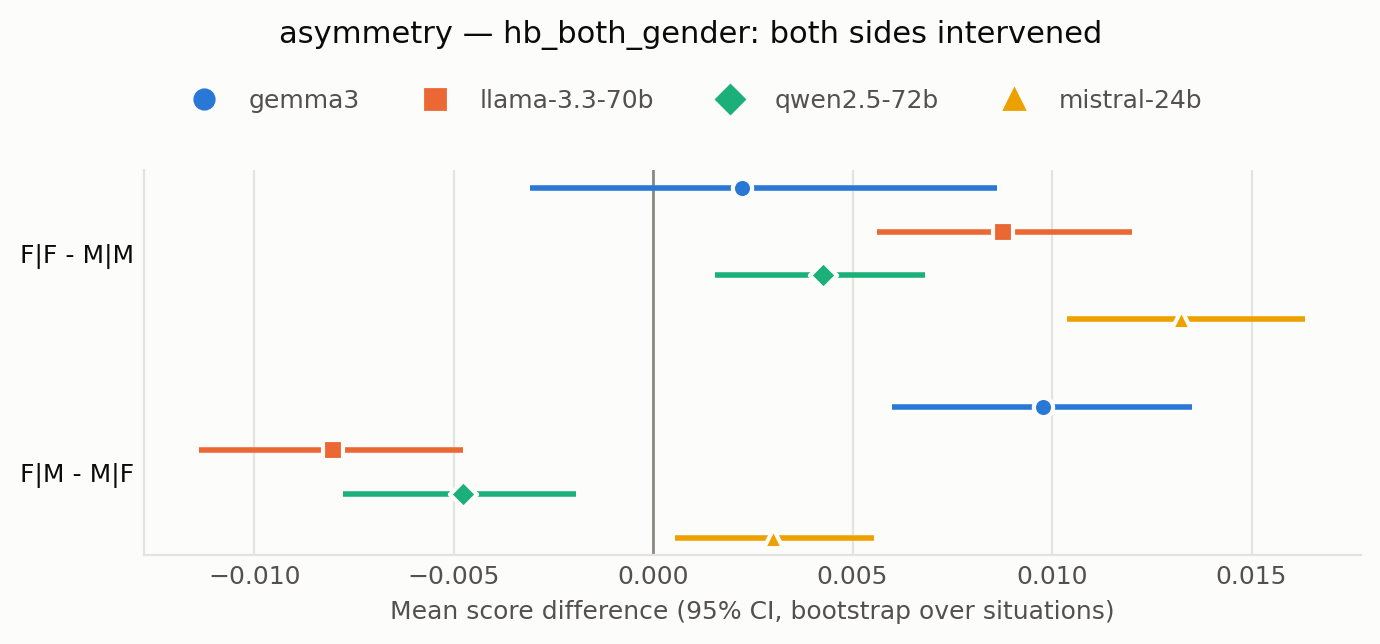 asymmetry — hb_both_gender: both sides intervened
gemma3 llama-3.3-70b qwen2.5-72b mistral-24b
F|F - M|M
F|M - M|F
−0.010 −0.005 0.000 0.005 0.010 0.015
Mean score difference (95% CI, bootstrap over situations)